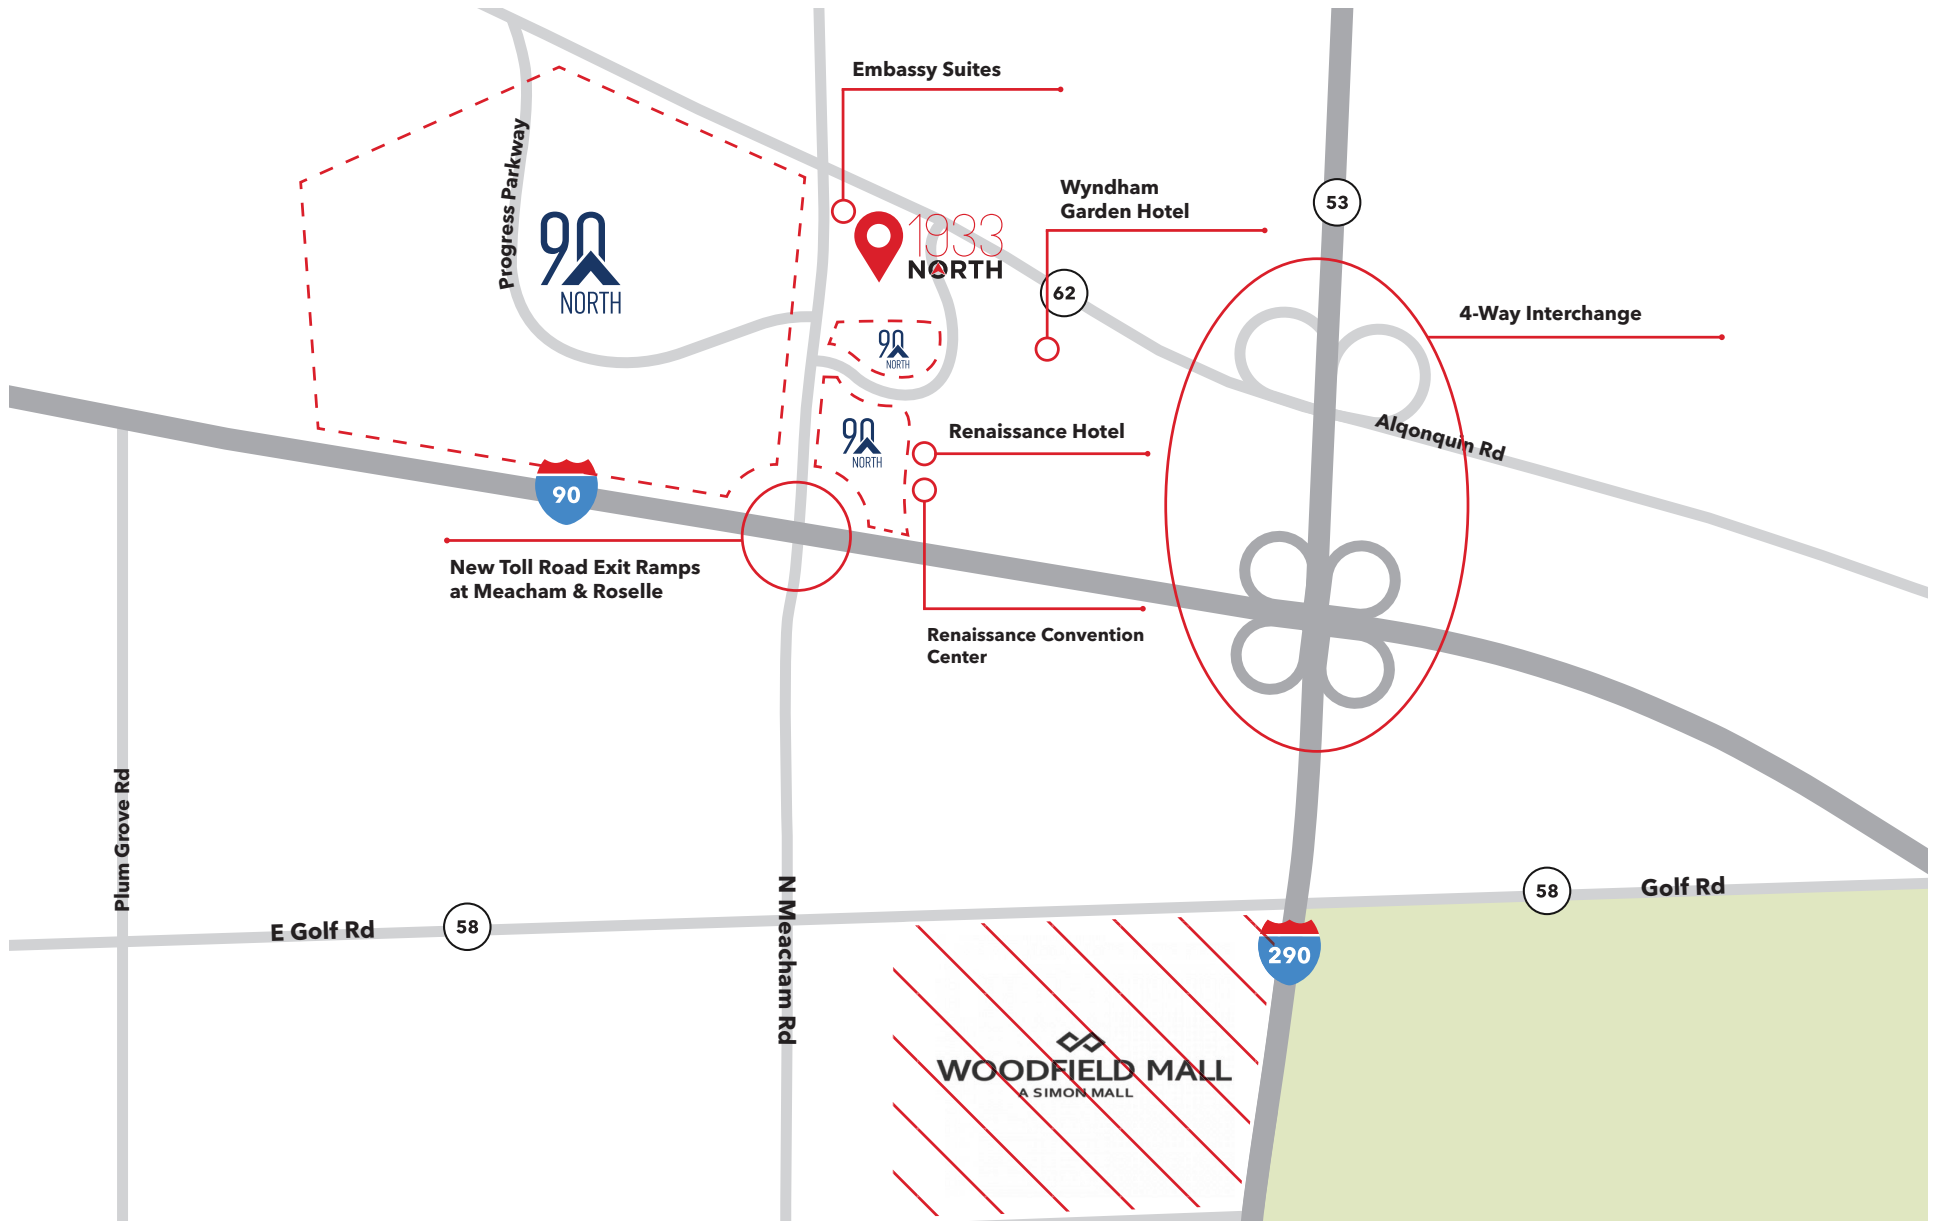 Embassy Suites
Wyndham
Garden Hotel
53
Progress Parkway
90
NORTH
1933
NORTH
62
4-Way Interchange
90
NORTH
Alqonquin Rd
90
NORTH
Renaissance Hotel
90
New Toll Road Exit Ramps
at Meacham & Roselle
Renaissance Convention
Center
Plum Grove Rd
E Golf Rd
58
N Meacham Rd
58
Golf Rd
290
WOODFIELD MALL
A SIMON MALL